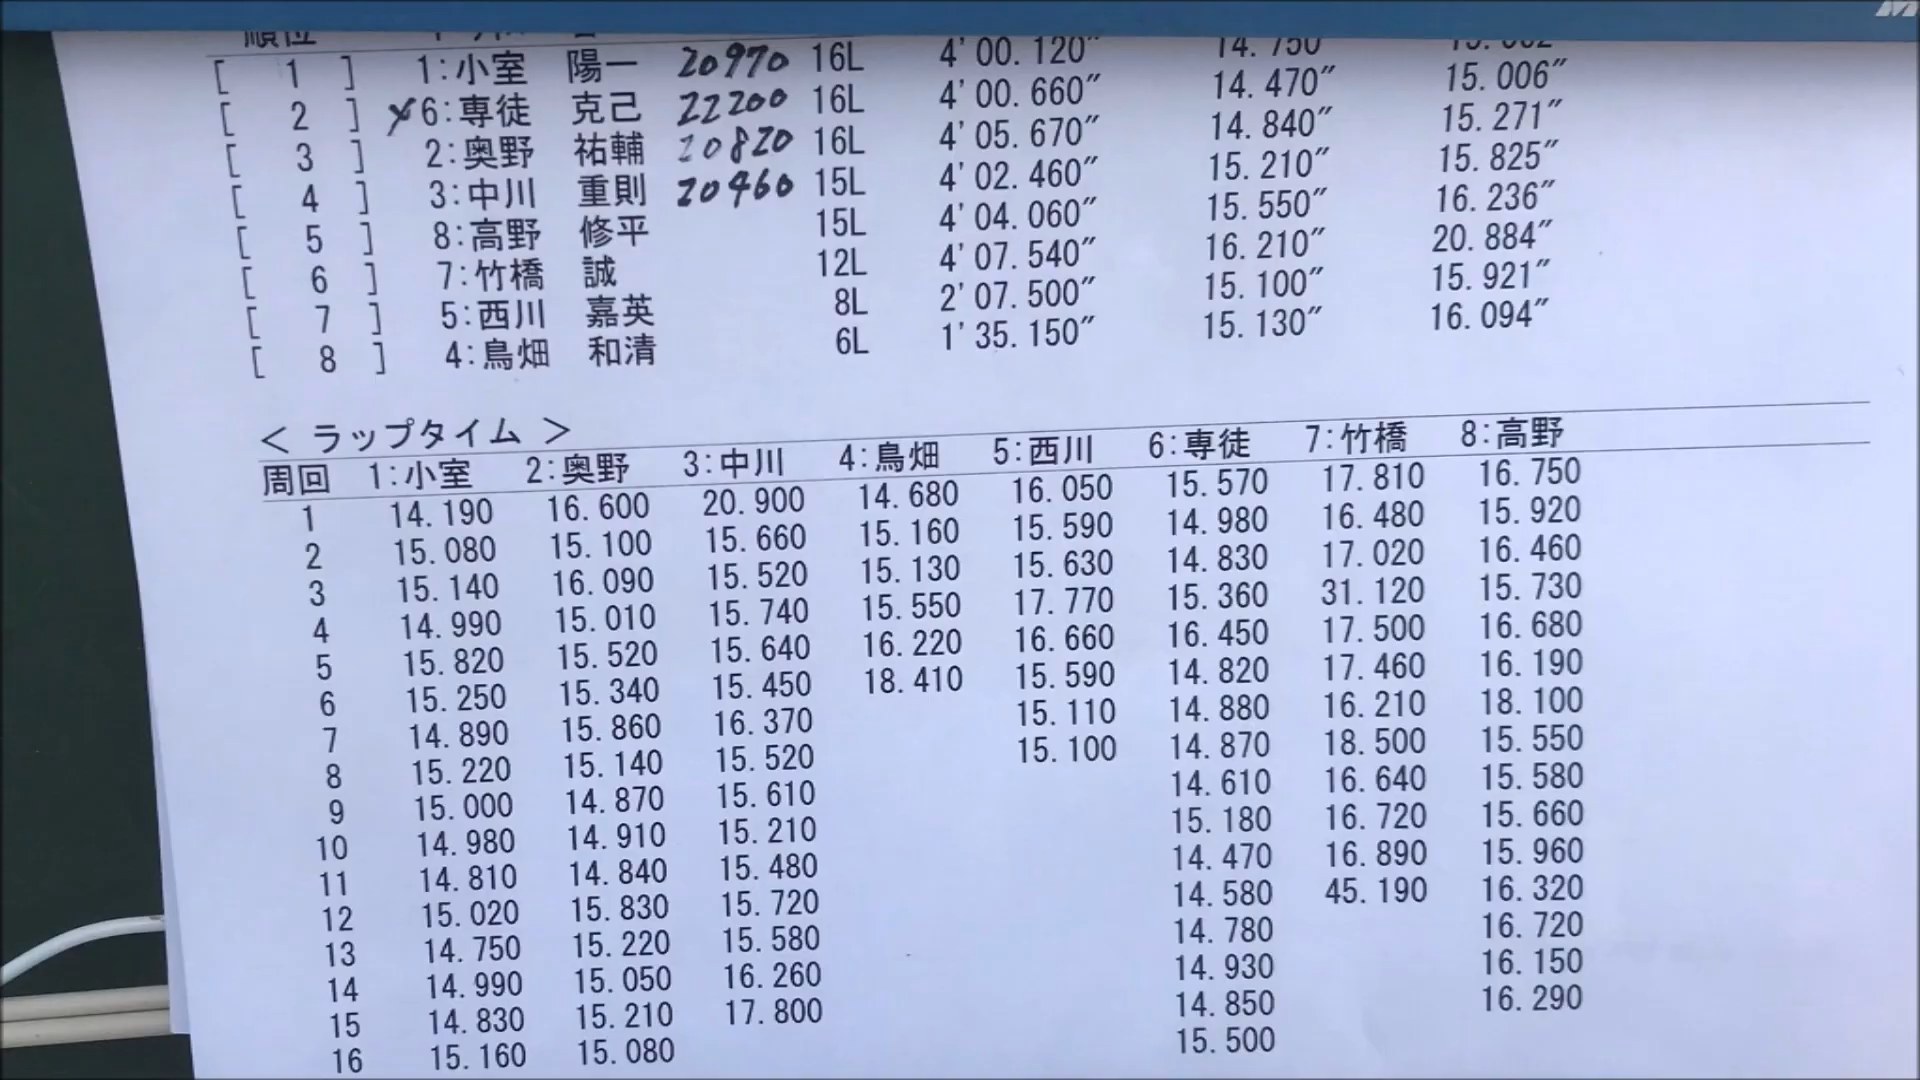 順位
[ 1 ] 1:小室 陽一 20970 16L 4'00.120″ 14.750
[ 2 ] 6:専徒 克己 22200 16L 4'00.660″ 14.470″ 15.006″
[ 3 ] 2:奥野 祐輔 20820 16L 4'05.670″ 14.840″ 15.271″
[ 4 ] 3:中川 重則 20460 15L 4'02.460″ 15.210″ 15.825″
[ 5 ] 8:高野 修平 15L 4'04.060″ 15.550″ 16.236″
[ 6 ] 7:竹橋 誠 12L 4'07.540″ 16.210″ 20.884″
[ 7 ] 5:西川 嘉英 8L 2'07.500″ 15.100″ 15.921″
[ 8 ] 4:鳥畑 和清 6L 1'35.150″ 15.130″ 16.094″
< ラップタイム >
周回 1:小室 2:奥野 3:中川 4:鳥畑 5:西川 6:専徒 7:竹橋 8:高野
1 14.190 16.600 20.900 14.680 16.050 15.570 17.810 16.750
2 15.080 15.100 15.660 15.160 15.590 14.980 16.480 15.920
3 15.140 16.090 15.520 15.130 15.630 14.830 17.020 16.460
4 14.990 15.010 15.740 15.550 17.770 15.360 31.120 15.730
5 15.820 15.520 15.640 16.220 16.660 16.450 17.500 16.680
6 15.250 15.340 15.450 18.410 15.590 14.820 17.460 16.190
7 14.890 15.860 16.370 15.110 14.880 16.210 18.100
8 15.220 15.140 15.520 15.100 14.870 18.500 15.550
9 15.000 14.870 15.610 14.610 16.640 15.580
10 14.980 14.910 15.210 15.180 16.720 15.660
11 14.810 14.840 15.480 14.470 16.890 15.960
12 15.020 15.830 15.720 14.580 45.190 16.320
13 14.750 15.220 15.580 14.780 16.720
14 14.990 15.050 16.260 14.930 16.150
15 14.830 15.210 17.800 14.850 16.290
16 15.160 15.080 15.500